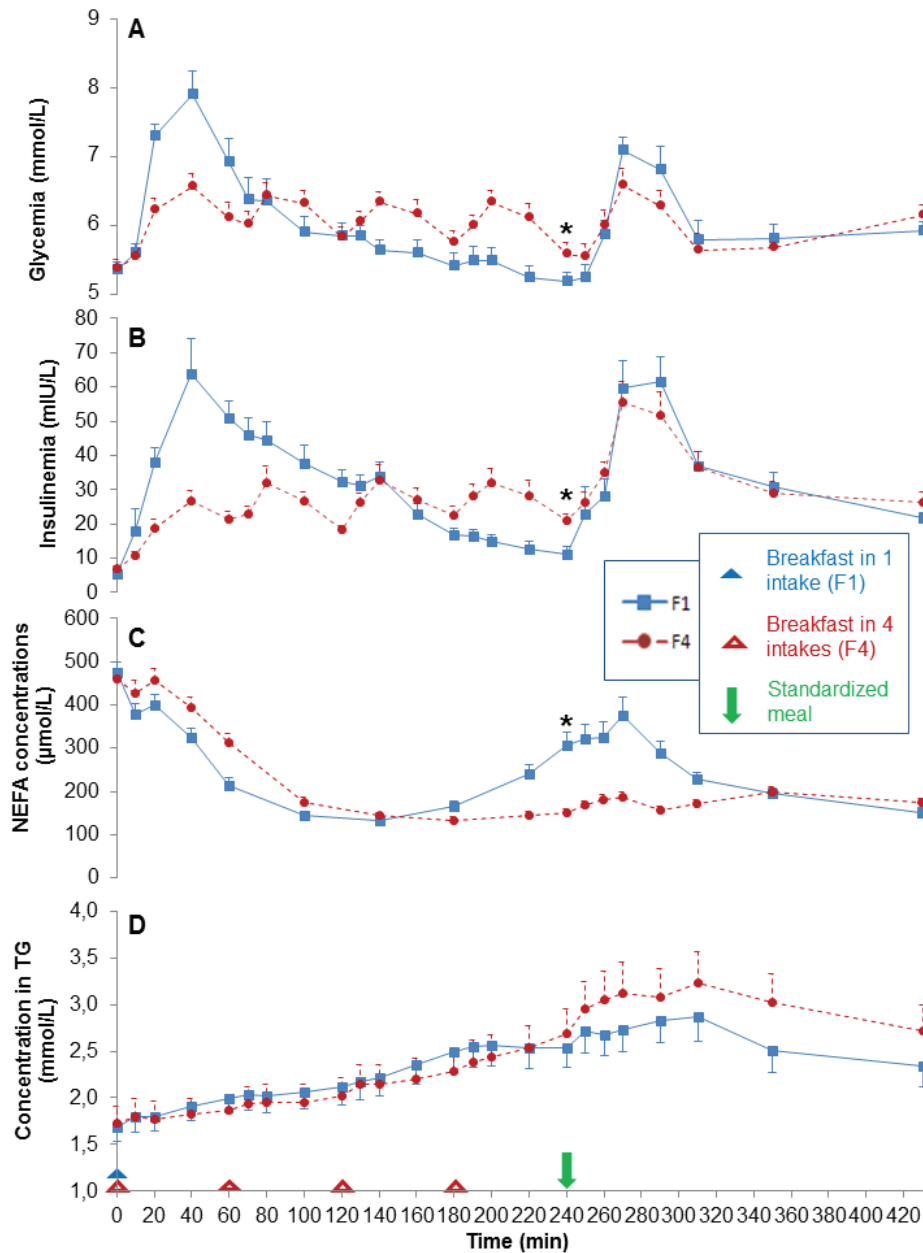 A
Glycemia (mmol/L)
9
8
7
6
5
*
B
Insulinemia (mIU/L)
80
70
60
50
40
30
20
10
0
*
F1
F4
Breakfast in 1
intake (F1)
Breakfast in 4
intakes (F4)
Standardized
meal
C
NEFA concentrations
(µmol/L)
600
500
400
300
200
100
0
*
D
Concentration in TG
(mmol/L)
4,0
3,5
3,0
2,5
2,0
1,5
1,0
0 20 40 60 80 100 120 140 160 180 200 220 240 260 280 300 320 340 360 380 400 420
Time (min)